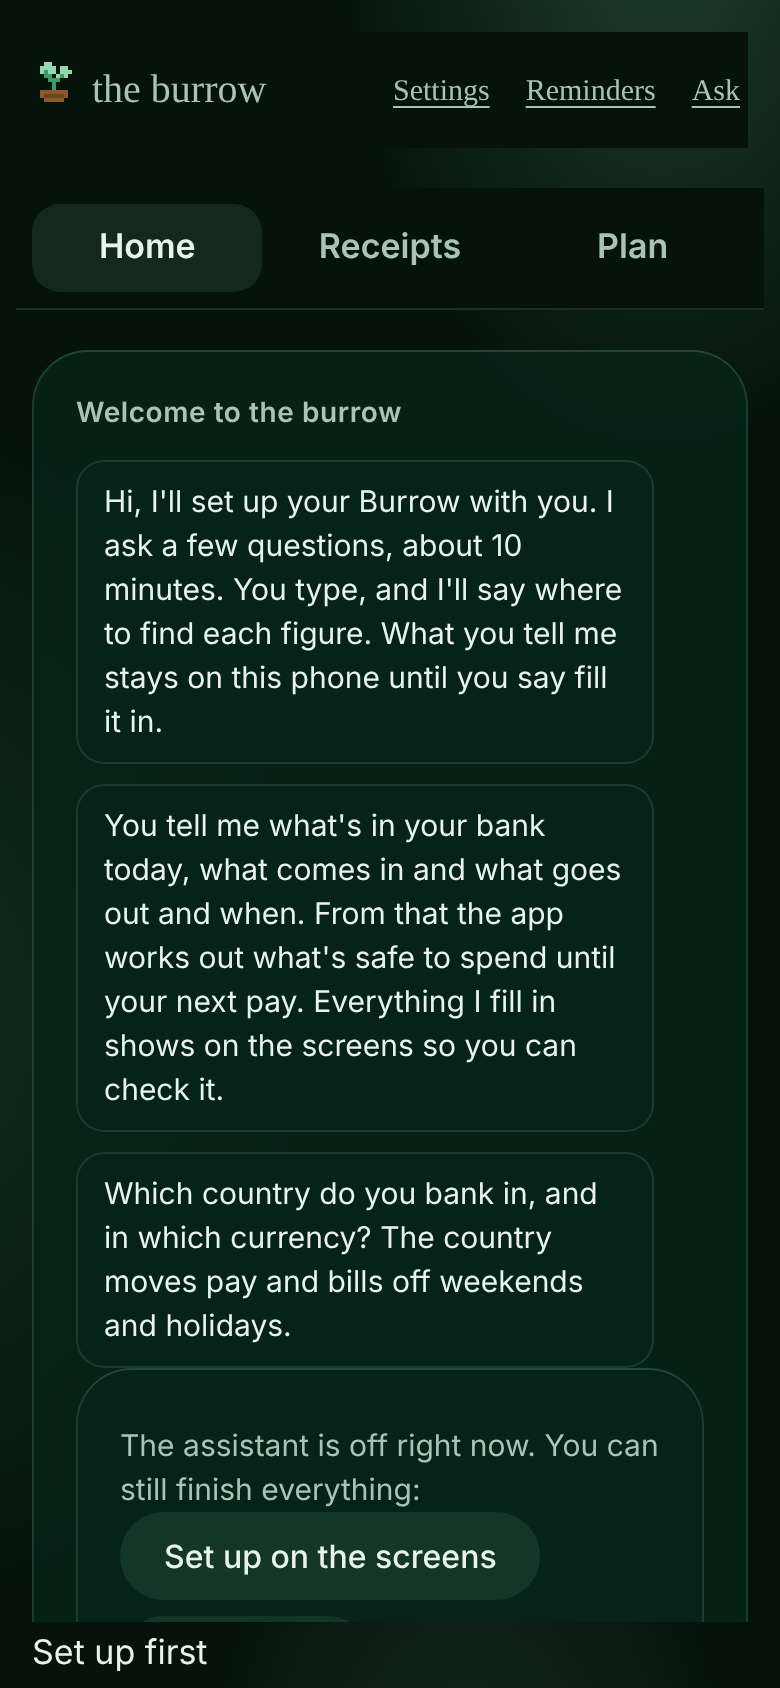 the burrow
Settings
Reminders
Ask
Home
Receipts
Plan
Welcome to the burrow
Hi, I'll set up your Burrow with you. I
ask a few questions, about 10
minutes. You type, and I'll say where
to find each figure. What you tell me
stays on this phone until you say fill
it in.
You tell me what's in your bank
today, what comes in and what goes
out and when. From that the app
works out what's safe to spend until
your next pay. Everything I fill in
shows on the screens so you can
check it.
Which country do you bank in, and
in which currency? The country
moves pay and bills off weekends
and holidays.
The assistant is off right now. You can
still finish everything:
Set up on the screens
Set up first